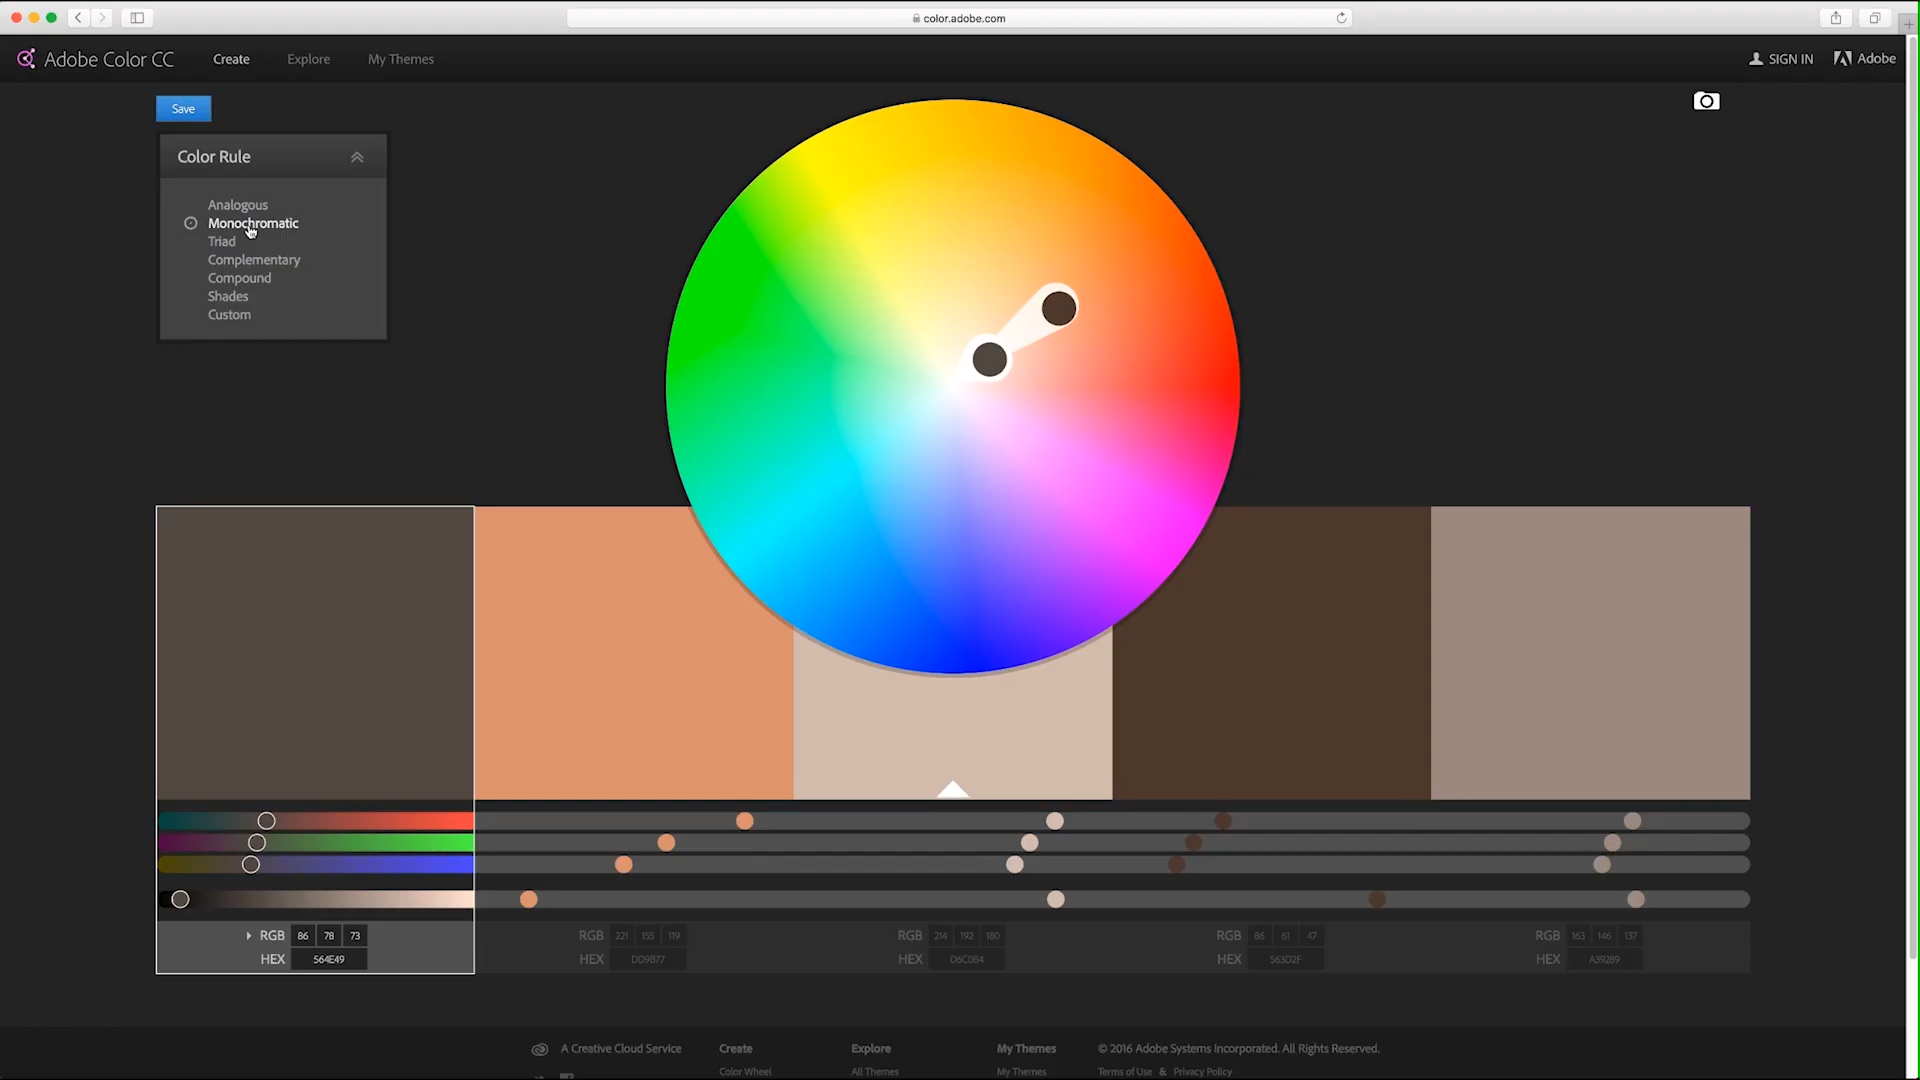 color.adobe.com
Adobe Color CC
Create
Explore
My Themes
SIGN IN
Adobe
Save
Color Rule
Analogous
Monochromatic
Triad
Complementary
Compound
Shades
Custom
RGB 86 78 73
HEX 564E49
RGB 221 155 119
HEX DD9B77
RGB 214 192 180
HEX D6C0B4
RGB 86 61 47
HEX 563D2F
RGB 163 146 137
HEX A39289
A Creative Cloud Service
Create
Color Wheel
Explore
All Themes
My Themes
My Themes
© 2016 Adobe Systems Incorporated. All Rights Reserved.
Terms of Use & Privacy Policy